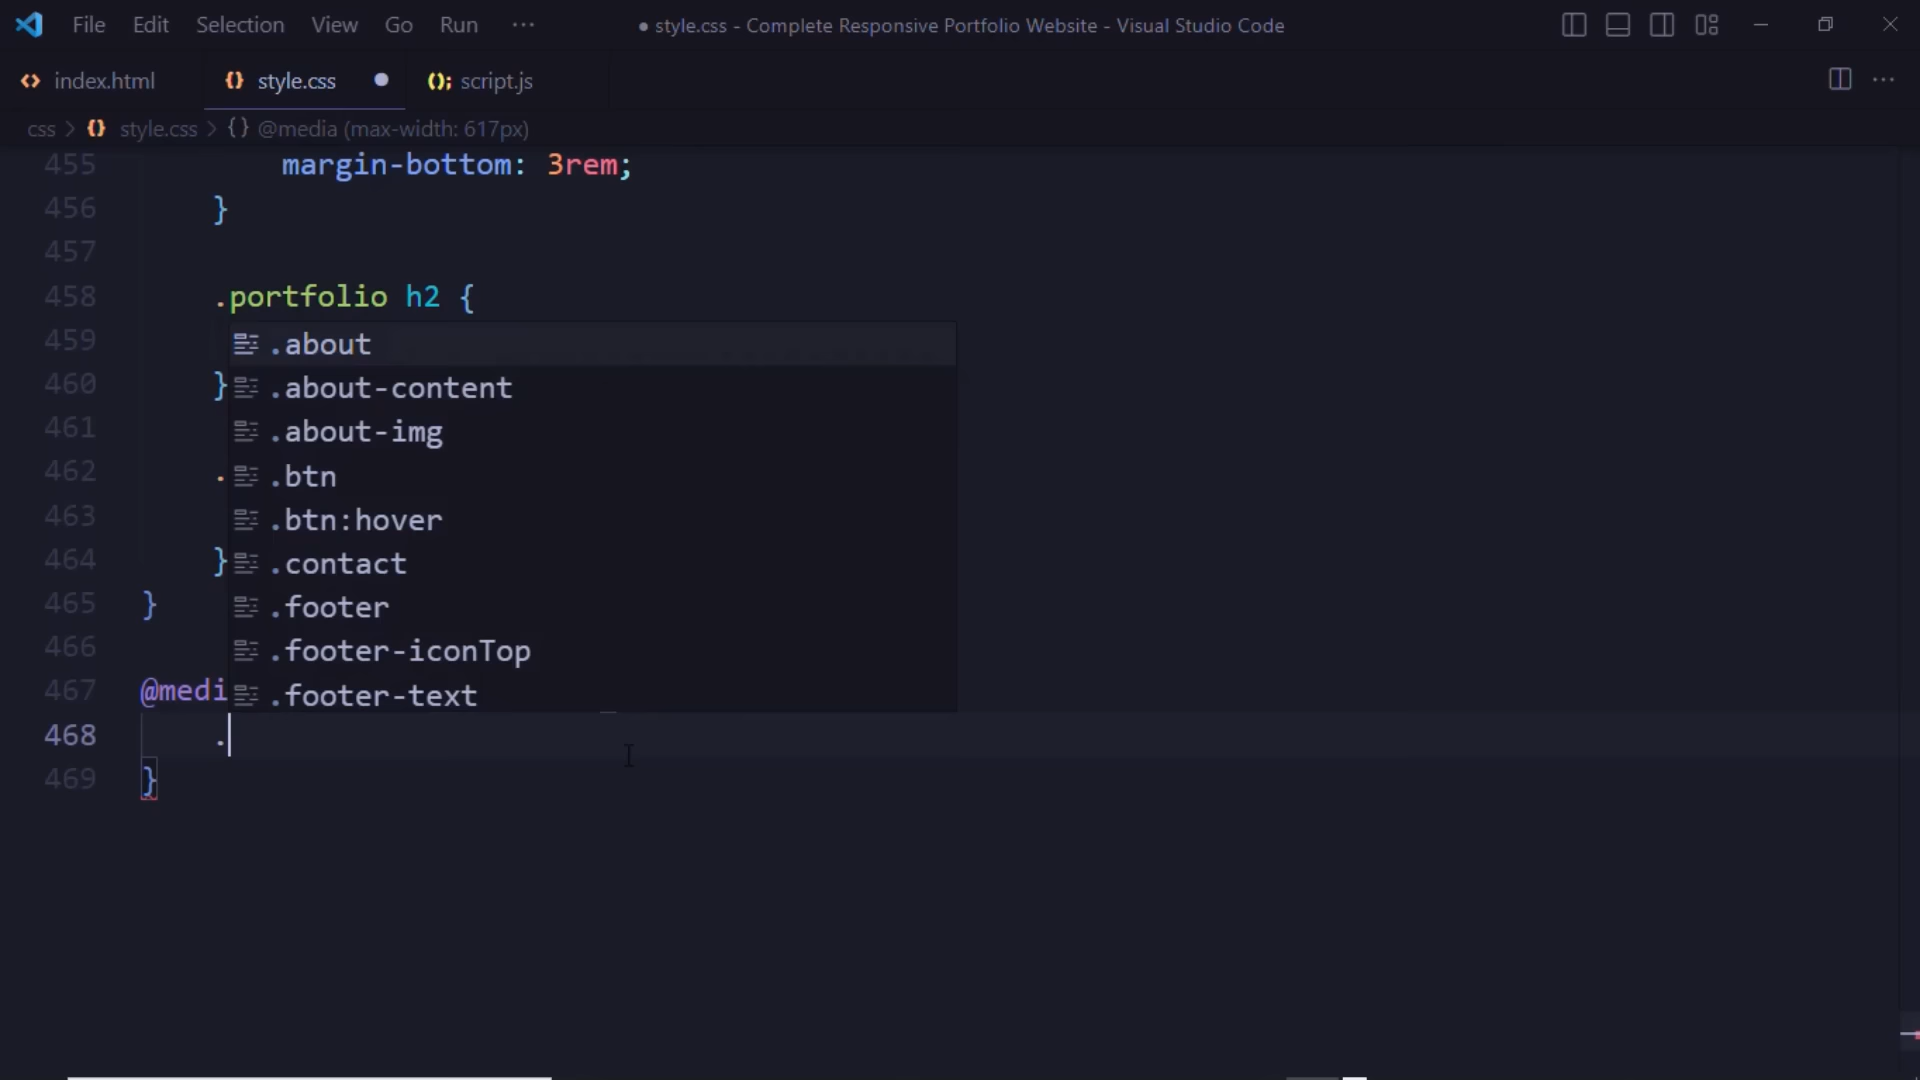 File Edit Selection View Go Run ···
● style.css - Complete Responsive Portfolio Website - Visual Studio Code
index.html {} style.css ● (); script.js
css > {} style.css > {} @media (max-width: 617px)
455 margin-bottom: 3rem;
456 }
457
458 .portfolio h2 {
459 .about
460 } .about-content
461 .about-img
462 . .btn
463 .btn:hover
464 } .contact
465 } .footer
466 .footer-iconTop
467 @medi .footer-text
468 .
469 }